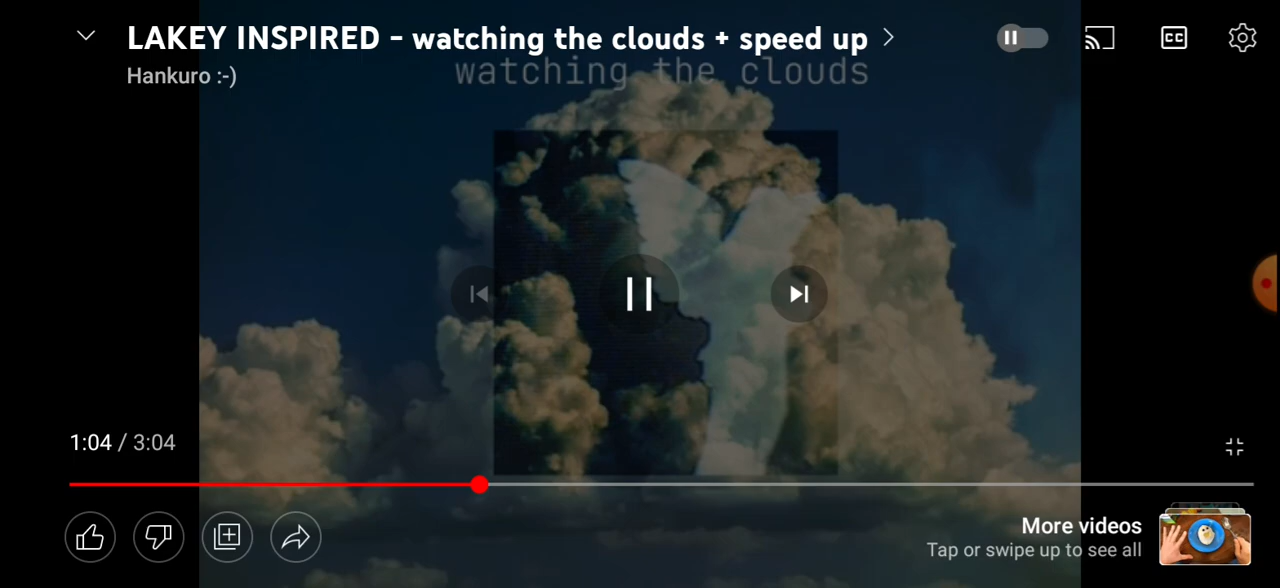 LAKEY INSPIRED - watching the clouds + speed up
Hankuro :-)
watching the clouds
CC
1:04 / 3:04
More videos
Tap or swipe up to see all